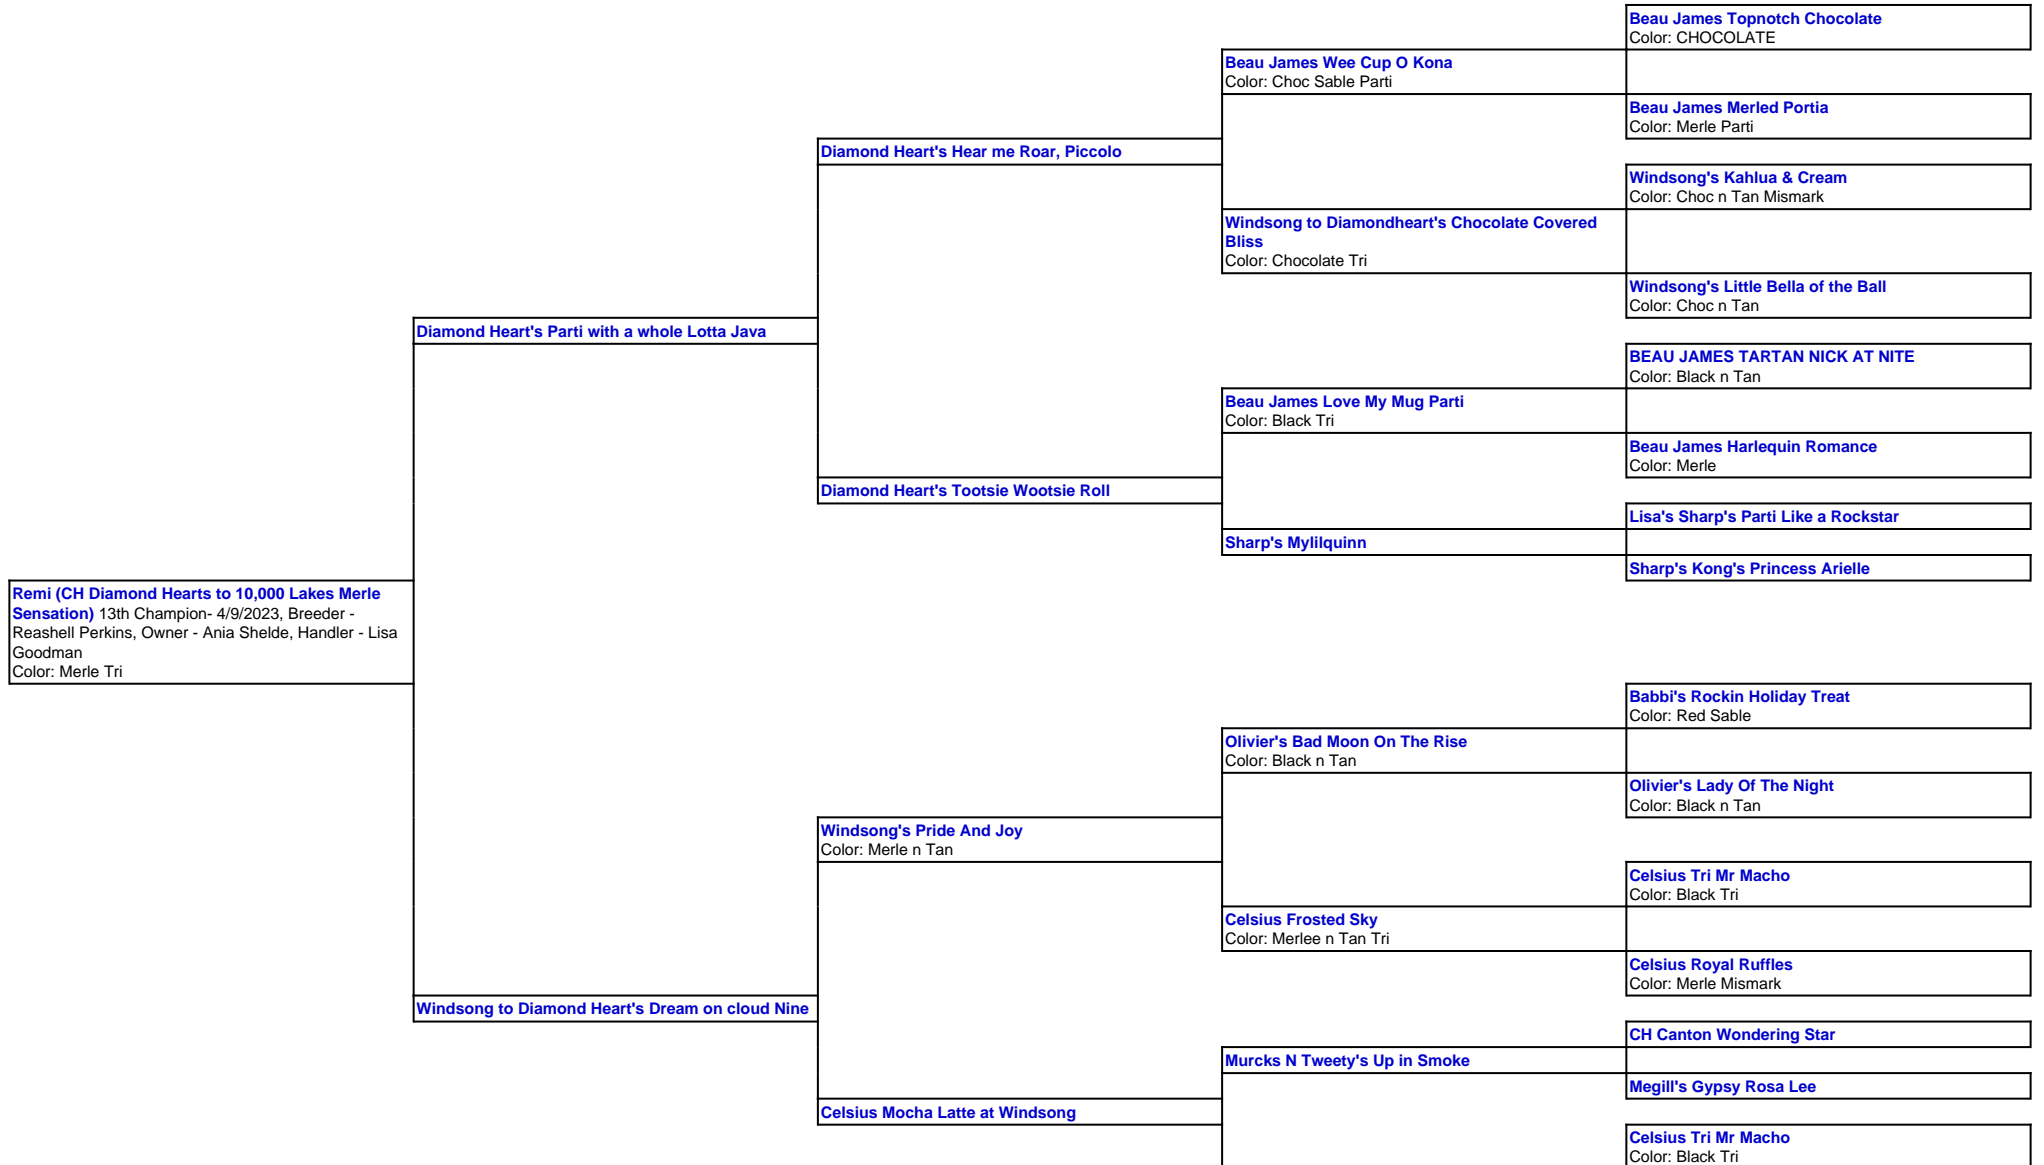 Beau James Topnotch Chocolate
Color: CHOCOLATE
Beau James Wee Cup O Kona
Color: Choc Sable Parti
Beau James Merled Portia
Color: Merle Parti
Diamond Heart's Hear me Roar, Piccolo
Windsong's Kahlua & Cream
Color: Choc n Tan Mismark
Windsong to Diamondheart's Chocolate Covered
Bliss
Color: Chocolate Tri
Windsong's Little Bella of the Ball
Color: Choc n Tan
Diamond Heart's Parti with a whole Lotta Java
BEAU JAMES TARTAN NICK AT NITE
Color: Black n Tan
Beau James Love My Mug Parti
Color: Black Tri
Beau James Harlequin Romance
Color: Merle
Diamond Heart's Tootsie Wootsie Roll
Lisa's Sharp's Parti Like a Rockstar
Sharp's Mylilquinn
Sharp's Kong's Princess Arielle
Remi (CH Diamond Hearts to 10,000 Lakes Merle
Sensation) 13th Champion- 4/9/2023, Breeder -
Reashell Perkins, Owner - Ania Shelde, Handler - Lisa
Goodman
Color: Merle Tri
Babbi's Rockin Holiday Treat
Color: Red Sable
Olivier's Bad Moon On The Rise
Color: Black n Tan
Olivier's Lady Of The Night
Color: Black n Tan
Windsong's Pride And Joy
Color: Merle n Tan
Celsius Tri Mr Macho
Color: Black Tri
Celsius Frosted Sky
Color: Merlee n Tan Tri
Celsius Royal Ruffles
Color: Merle Mismark
Windsong to Diamond Heart's Dream on cloud Nine
CH Canton Wondering Star
Murcks N Tweety's Up in Smoke
Megill's Gypsy Rosa Lee
Celsius Mocha Latte at Windsong
Celsius Tri Mr Macho
Color: Black Tri